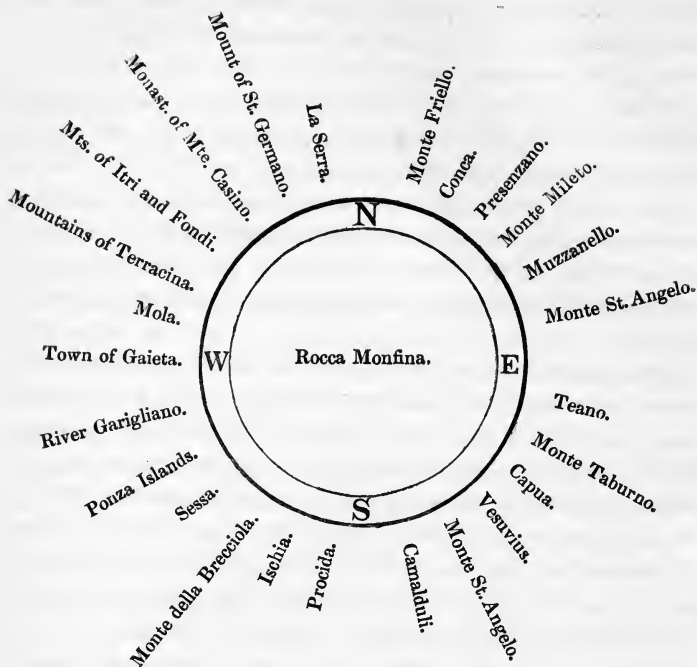 Mount of St. Germano.
Monast. of Mte. Casino.
Mts. of Itri and Fondi.
Mountains of Terracina.
Mola.
Town of Gaieta.
River Garigliano.
Ponza Islands.
Sessa.
Monte della Brecciola.
Ischia.
Procida.
Camalduli.
Monte St. Angelo.
Vesuvius.
Capua.
Monte Taburno.
Teano.
Monte St. Angelo.
Muzzanello.
Monte Mileto.
Presenzano.
Conca.
Monte Friello.
La Serra.
N
W
Rocca Monfina.
E
S